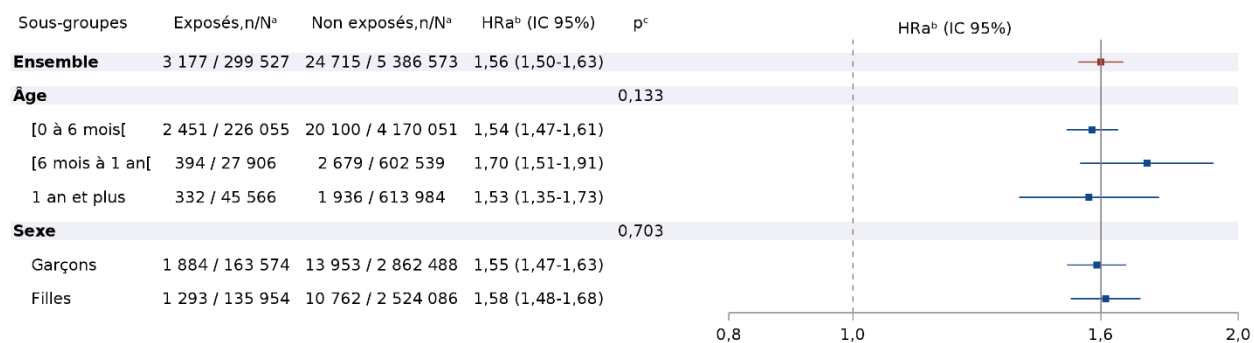 Sous-groupes Exposés,n/Nᵃ Non exposés,n/Nᵃ HRaᵇ (IC 95%) pᶜ HRaᵇ (IC 95%)
Ensemble 3 177 / 299 527 24 715 / 5 386 573 1,56 (1,50-1,63)
Âge 0,133
[0 à 6 mois[ 2 451 / 226 055 20 100 / 4 170 051 1,54 (1,47-1,61)
[6 mois à 1 an[ 394 / 27 906 2 679 / 602 539 1,70 (1,51-1,91)
1 an et plus 332 / 45 566 1 936 / 613 984 1,53 (1,35-1,73)
Sexe 0,703
Garçons 1 884 / 163 574 13 953 / 2 862 488 1,55 (1,47-1,63)
Filles 1 293 / 135 954 10 762 / 2 524 086 1,58 (1,48-1,68)
0,8 1,0 1,6 2,0